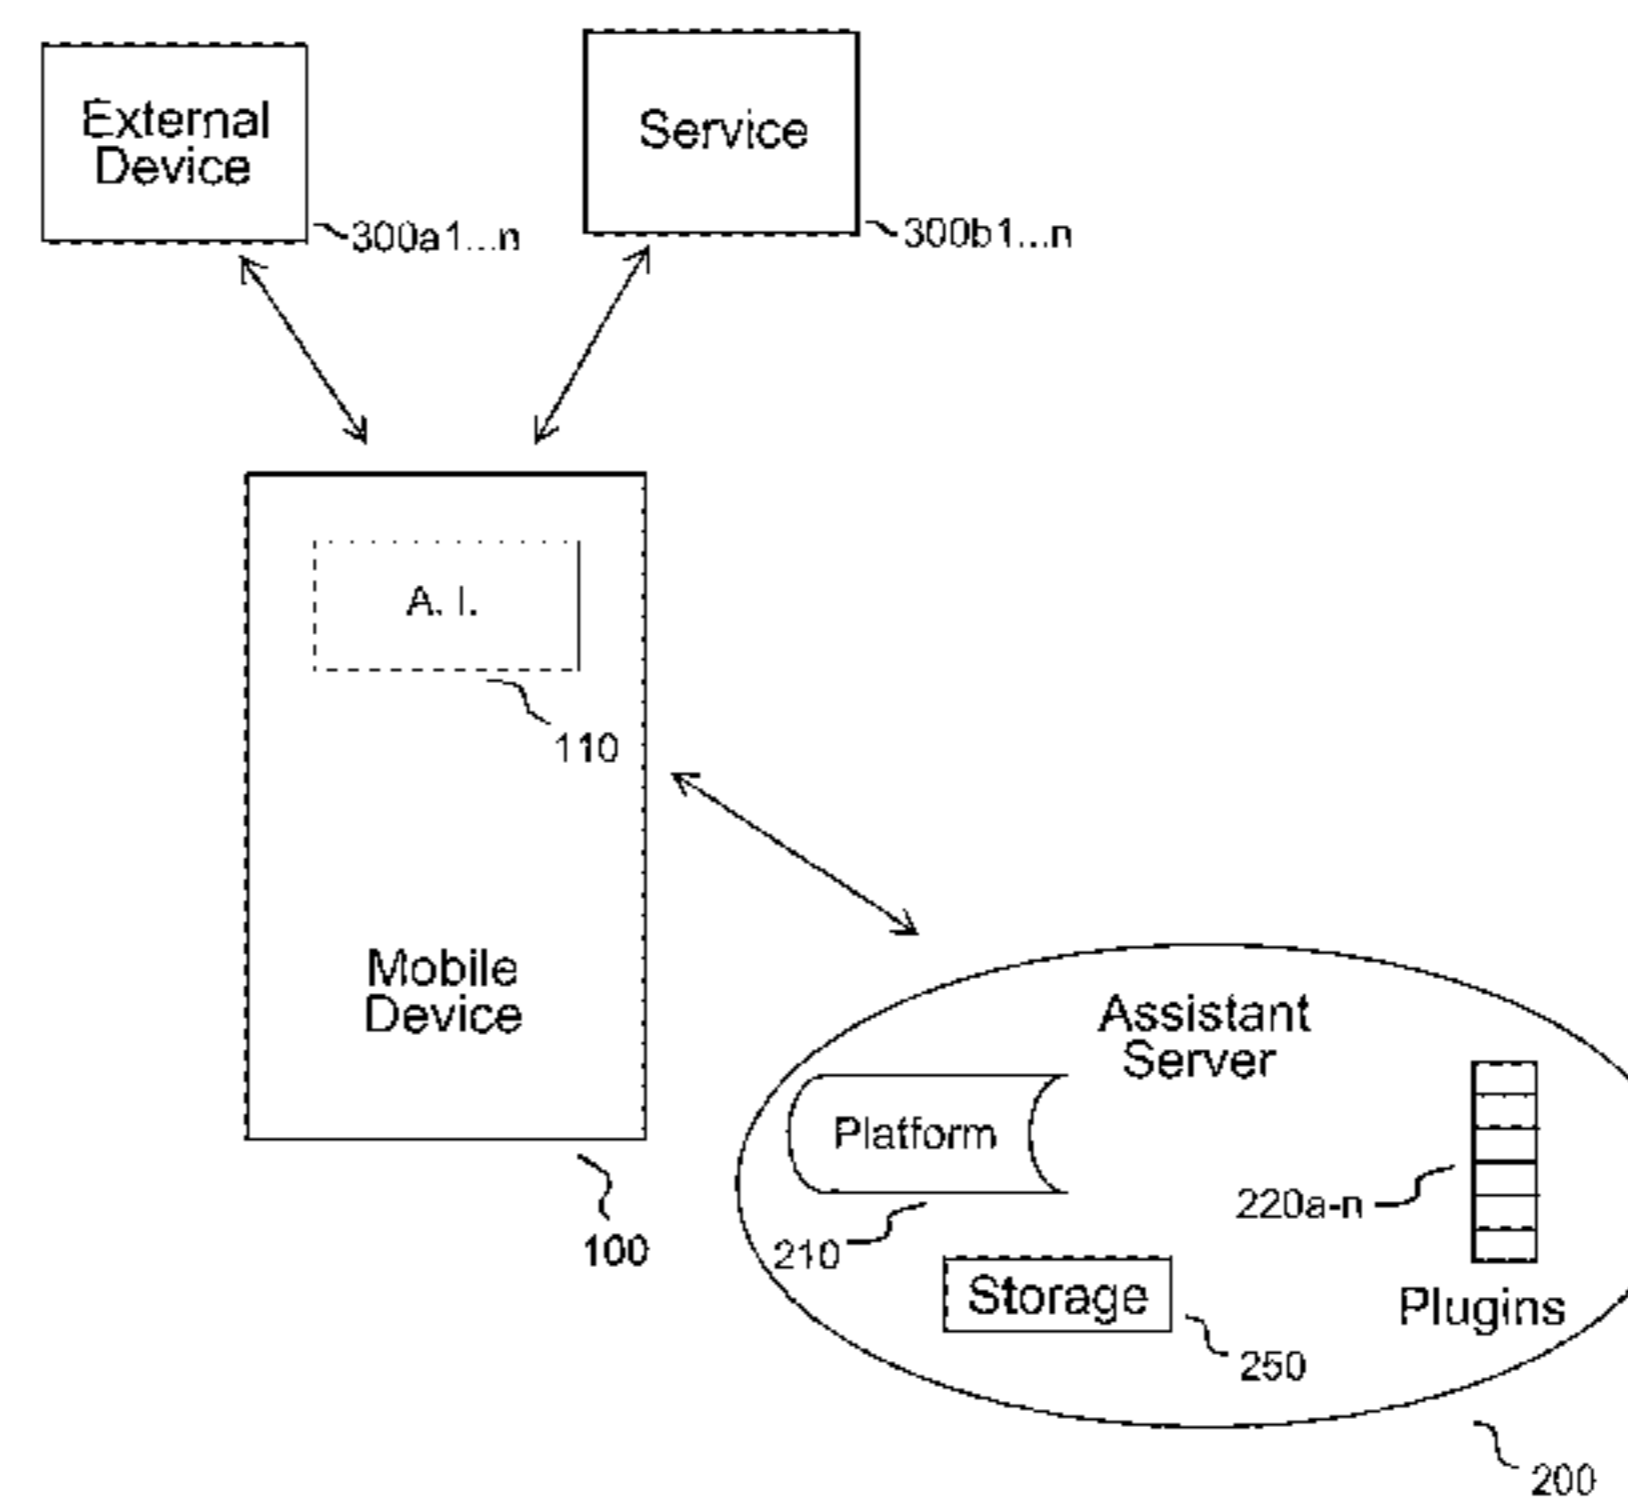 External
Device
300a1...n
Service
300b1...n
A. I.
110
Mobile
Device
100
Assistant
Server
Platform
210
220a-n
Storage
250
Plugins
200